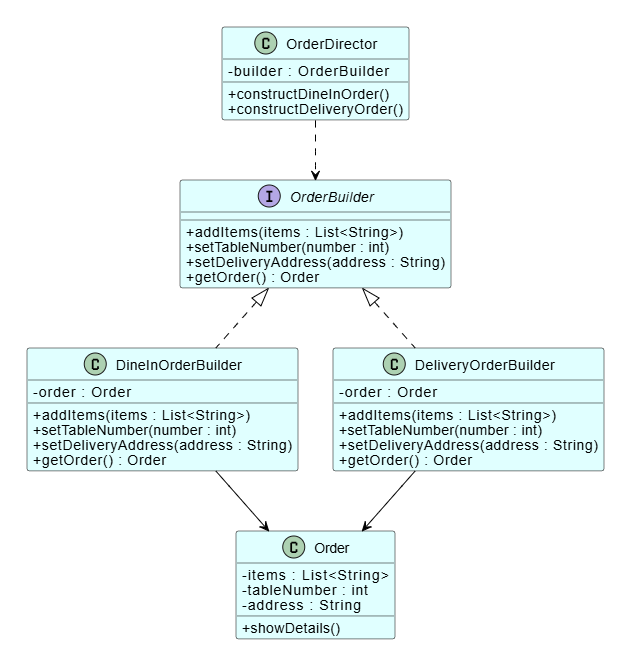 C OrderDirector
-builder : OrderBuilder
+constructDineInOrder()
+constructDeliveryOrder()
I OrderBuilder
+addItems(items : List<String>)
+setTableNumber(number : int)
+setDeliveryAddress(address : String)
+getOrder() : Order
C DineInOrderBuilder
-order : Order
+addItems(items : List<String>)
+setTableNumber(number : int)
+setDeliveryAddress(address : String)
+getOrder() : Order
C DeliveryOrderBuilder
-order : Order
+addItems(items : List<String>)
+setTableNumber(number : int)
+setDeliveryAddress(address : String)
+getOrder() : Order
C Order
-items : List<String>
-tableNumber : int
-address : String
+showDetails()